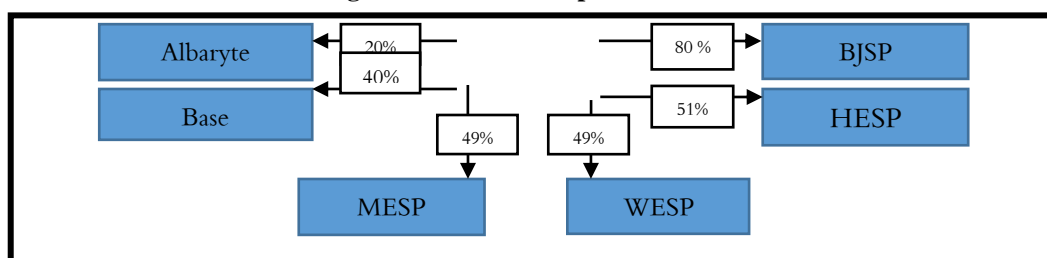 Albaryte
20%
80 %
BJSP
40%
Base
51%
HESP
49%
49%
MESP
WESP